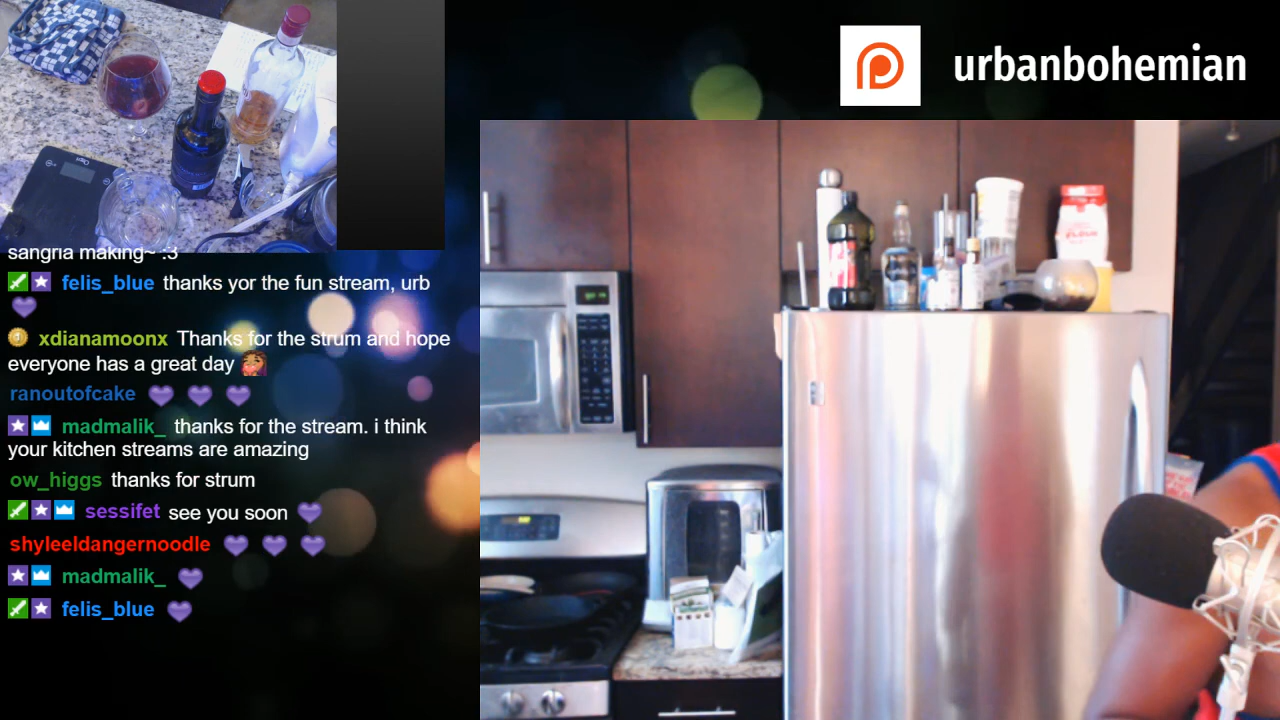 urbanbohemian
sangria making~ :3
felis_blue thanks yor the fun stream, urb
xdianamoonx Thanks for the strum and hope
everyone has a great day
ranoutofcake
madmalik_ thanks for the stream. i think
your kitchen streams are amazing
ow_higgs thanks for strum
sessifet see you soon
shyleeldangernoodle
madmalik_
felis_blue